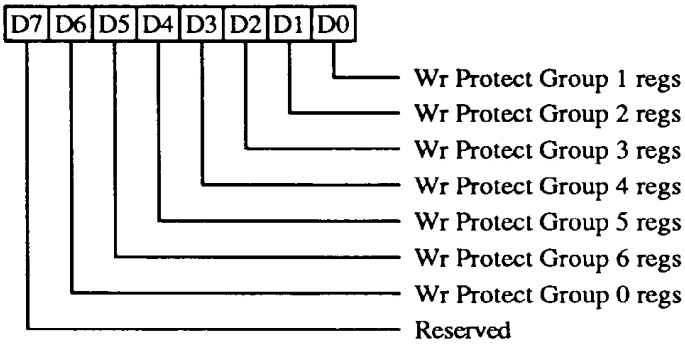 D7 D6 D5 D4 D3 D2 D1 D0
Wr Protect Group 1 regs
Wr Protect Group 2 regs
Wr Protect Group 3 regs
Wr Protect Group 4 regs
Wr Protect Group 5 regs
Wr Protect Group 6 regs
Wr Protect Group 0 regs
Reserved